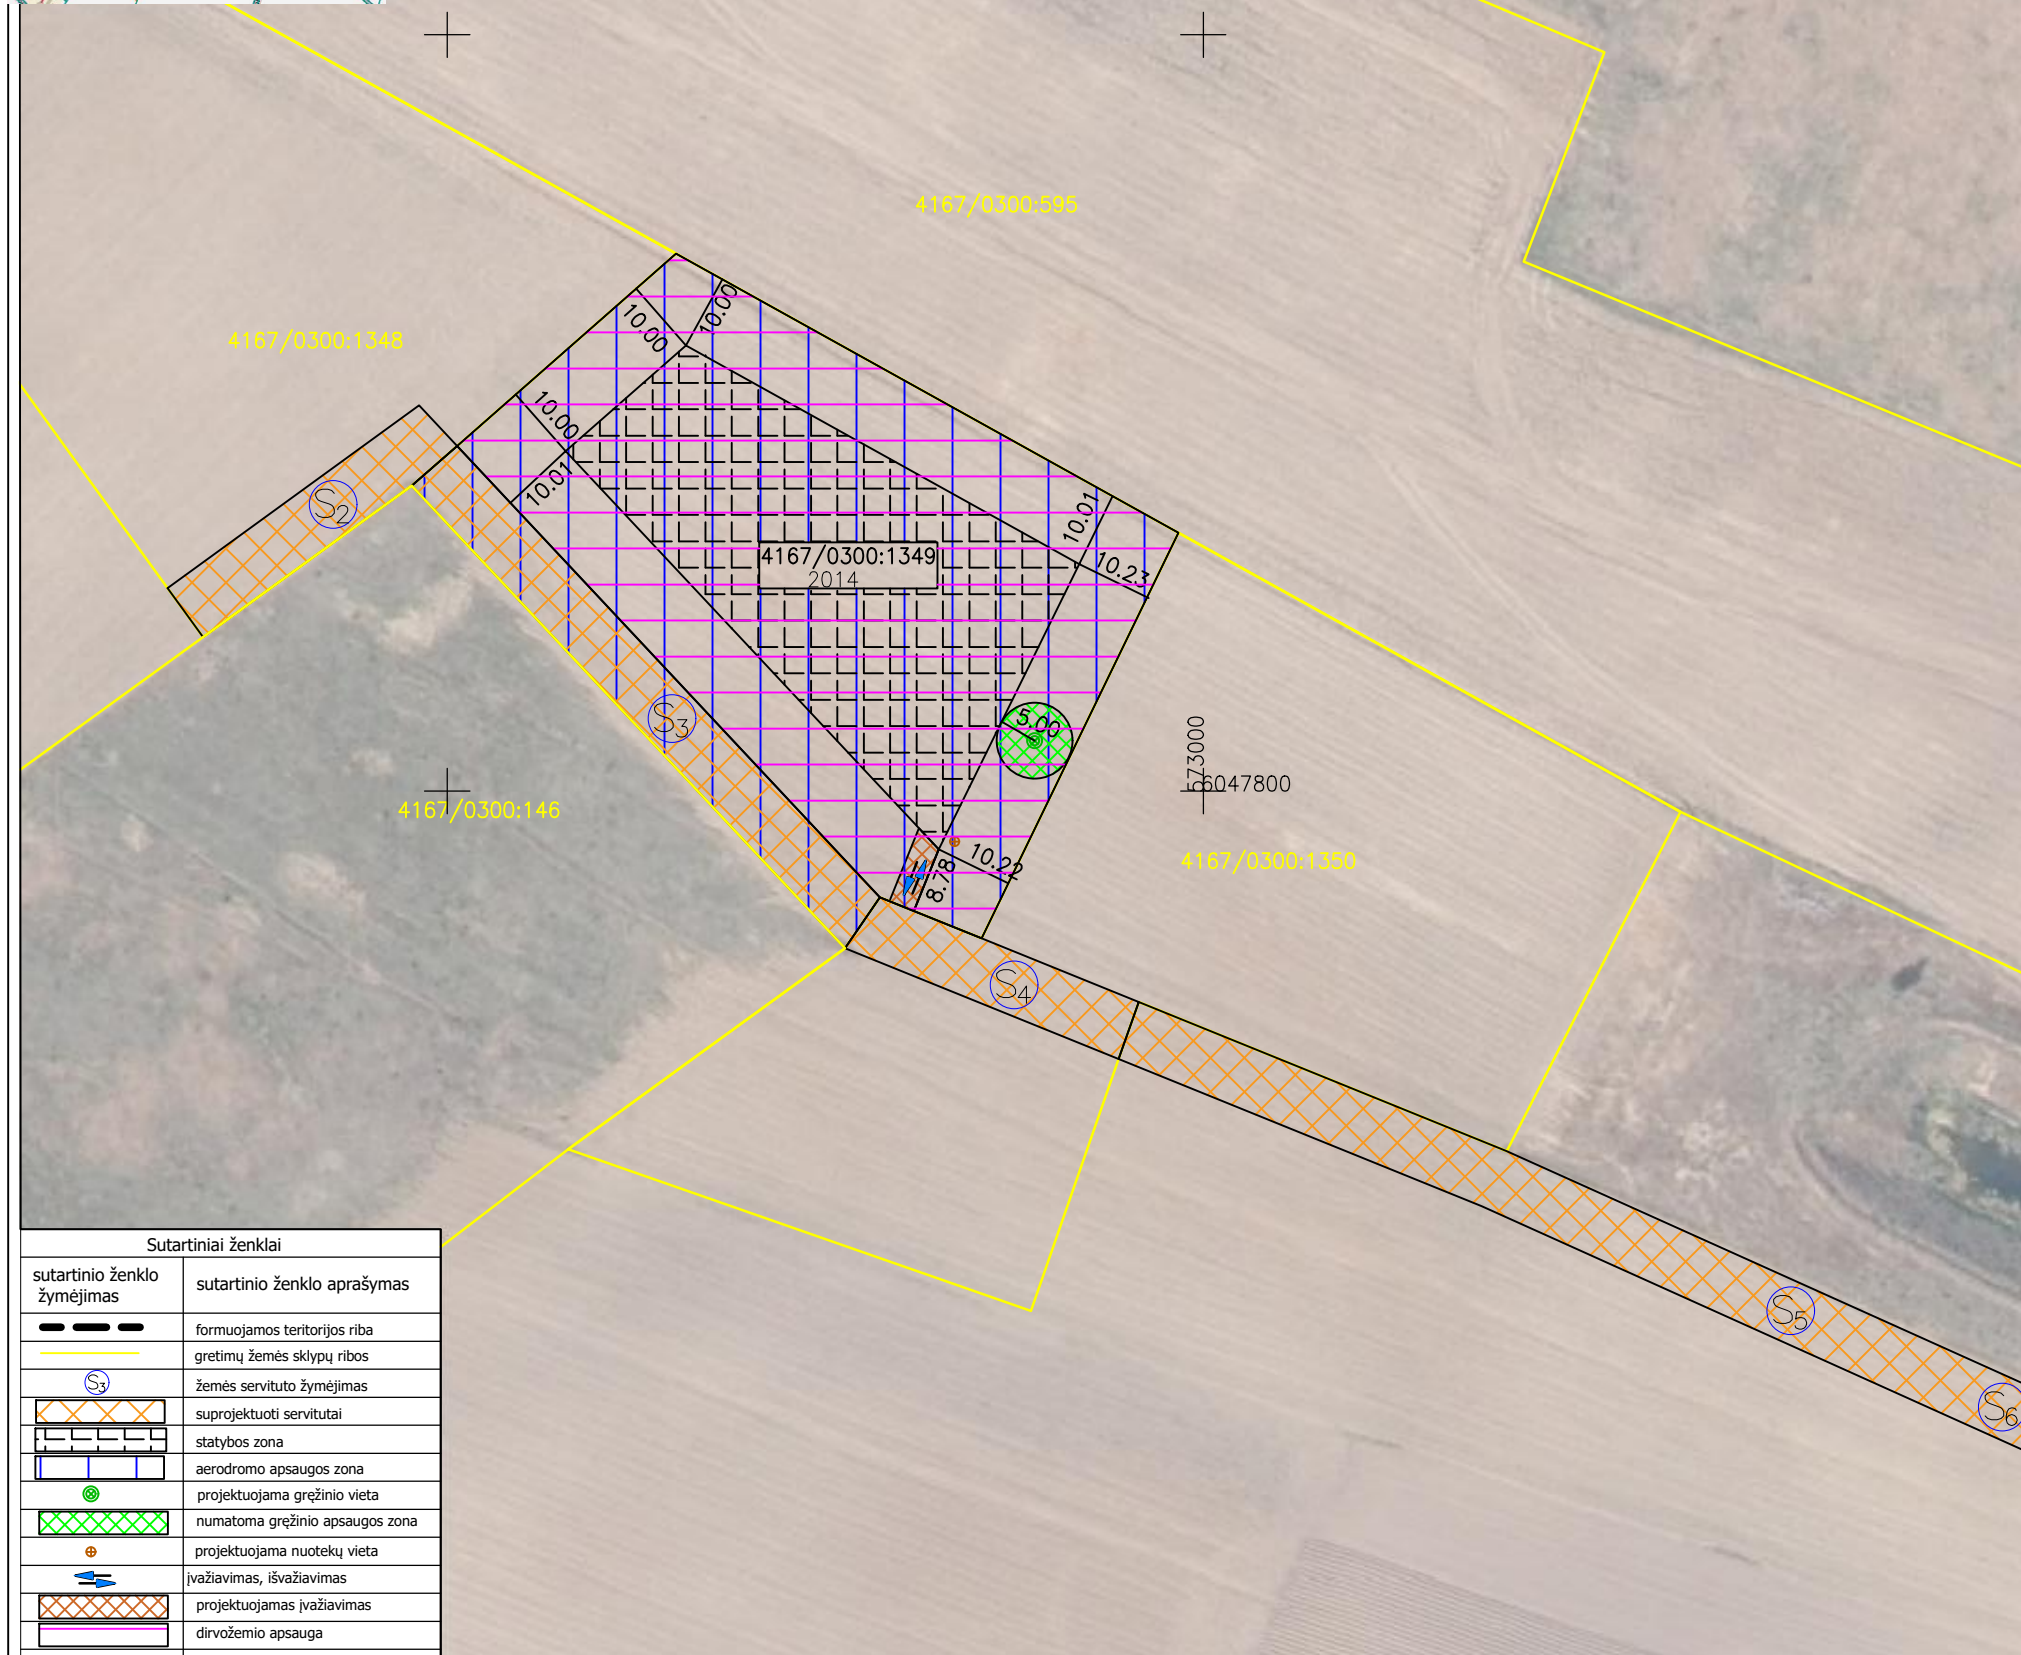 4167/0300:595
4167/0300:1348
10.00
10.00
10.00
10.01
S2
10.01
10.23
4167/0300:1349
2014
S3
5.00
573000
6047800
4167/0300:146
4167/0300:1350
10.22
8.78
S4
S5
S6
Sutartiniai ženklai
sutartinio ženklo žymėjimas
sutartinio ženklo aprašymas
formuojamos teritorijos riba
gretimų žemės sklypų ribos
S3
žemės servituto žymėjimas
suprojektuoti servitutai
statybos zona
aerodromo apsaugos zona
projektuojama gręžinio vieta
numatoma gręžinio apsaugos zona
projektuojama nuotekų vieta
įvažiavimas, išvažiavimas
projektuojamas įvažiavimas
dirvožemio apsauga